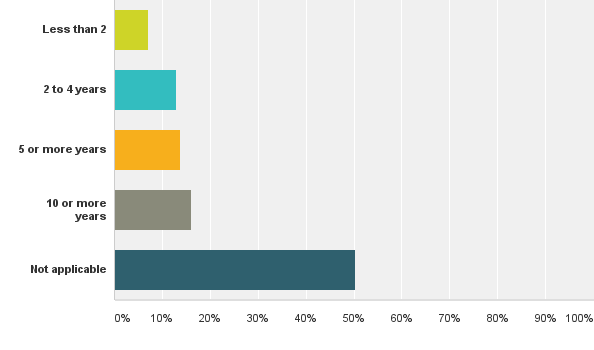 Less than 2
2 to 4 years
5 or more years
10 or more
years
Not applicable
0% 10% 20% 30% 40% 50% 60% 70% 80% 90% 100%